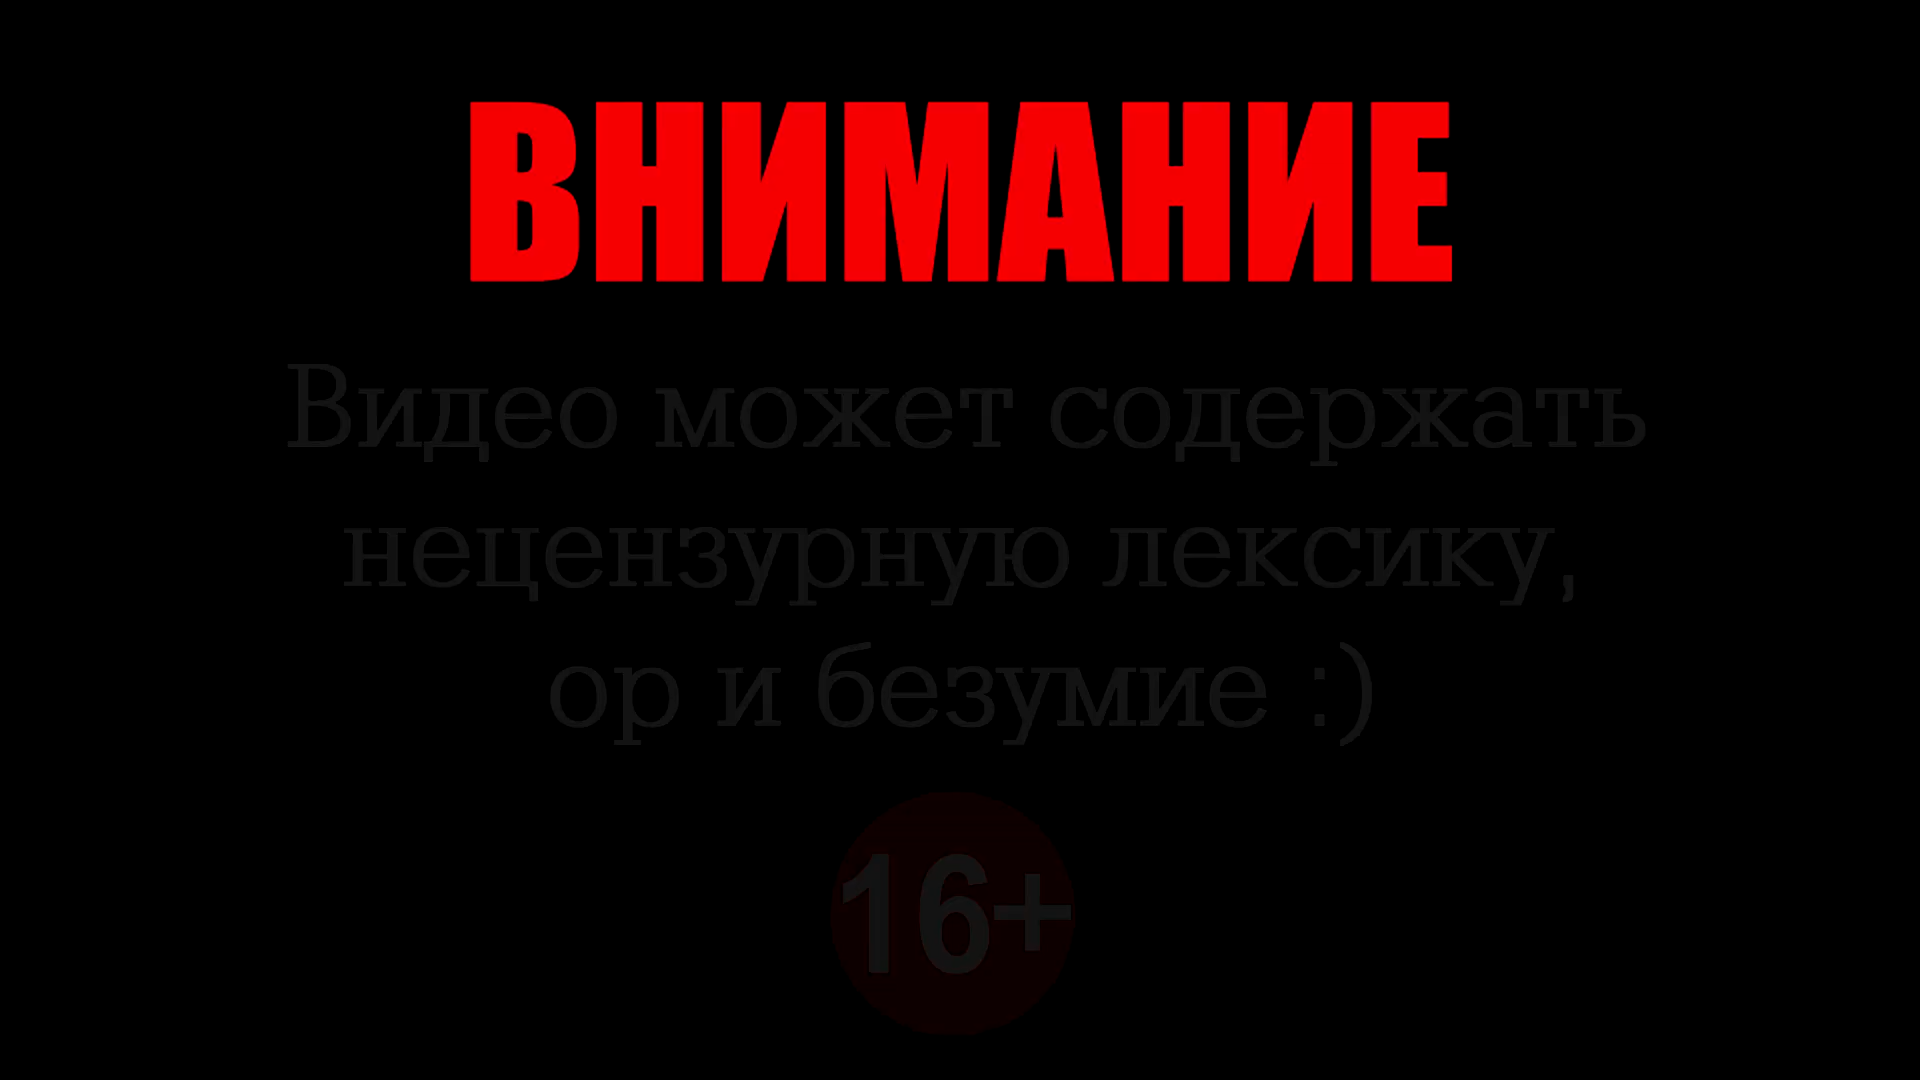 ВНИМАНИЕ
Видео может содержать
нецензурную лексику,
ор и безумие :)
16+